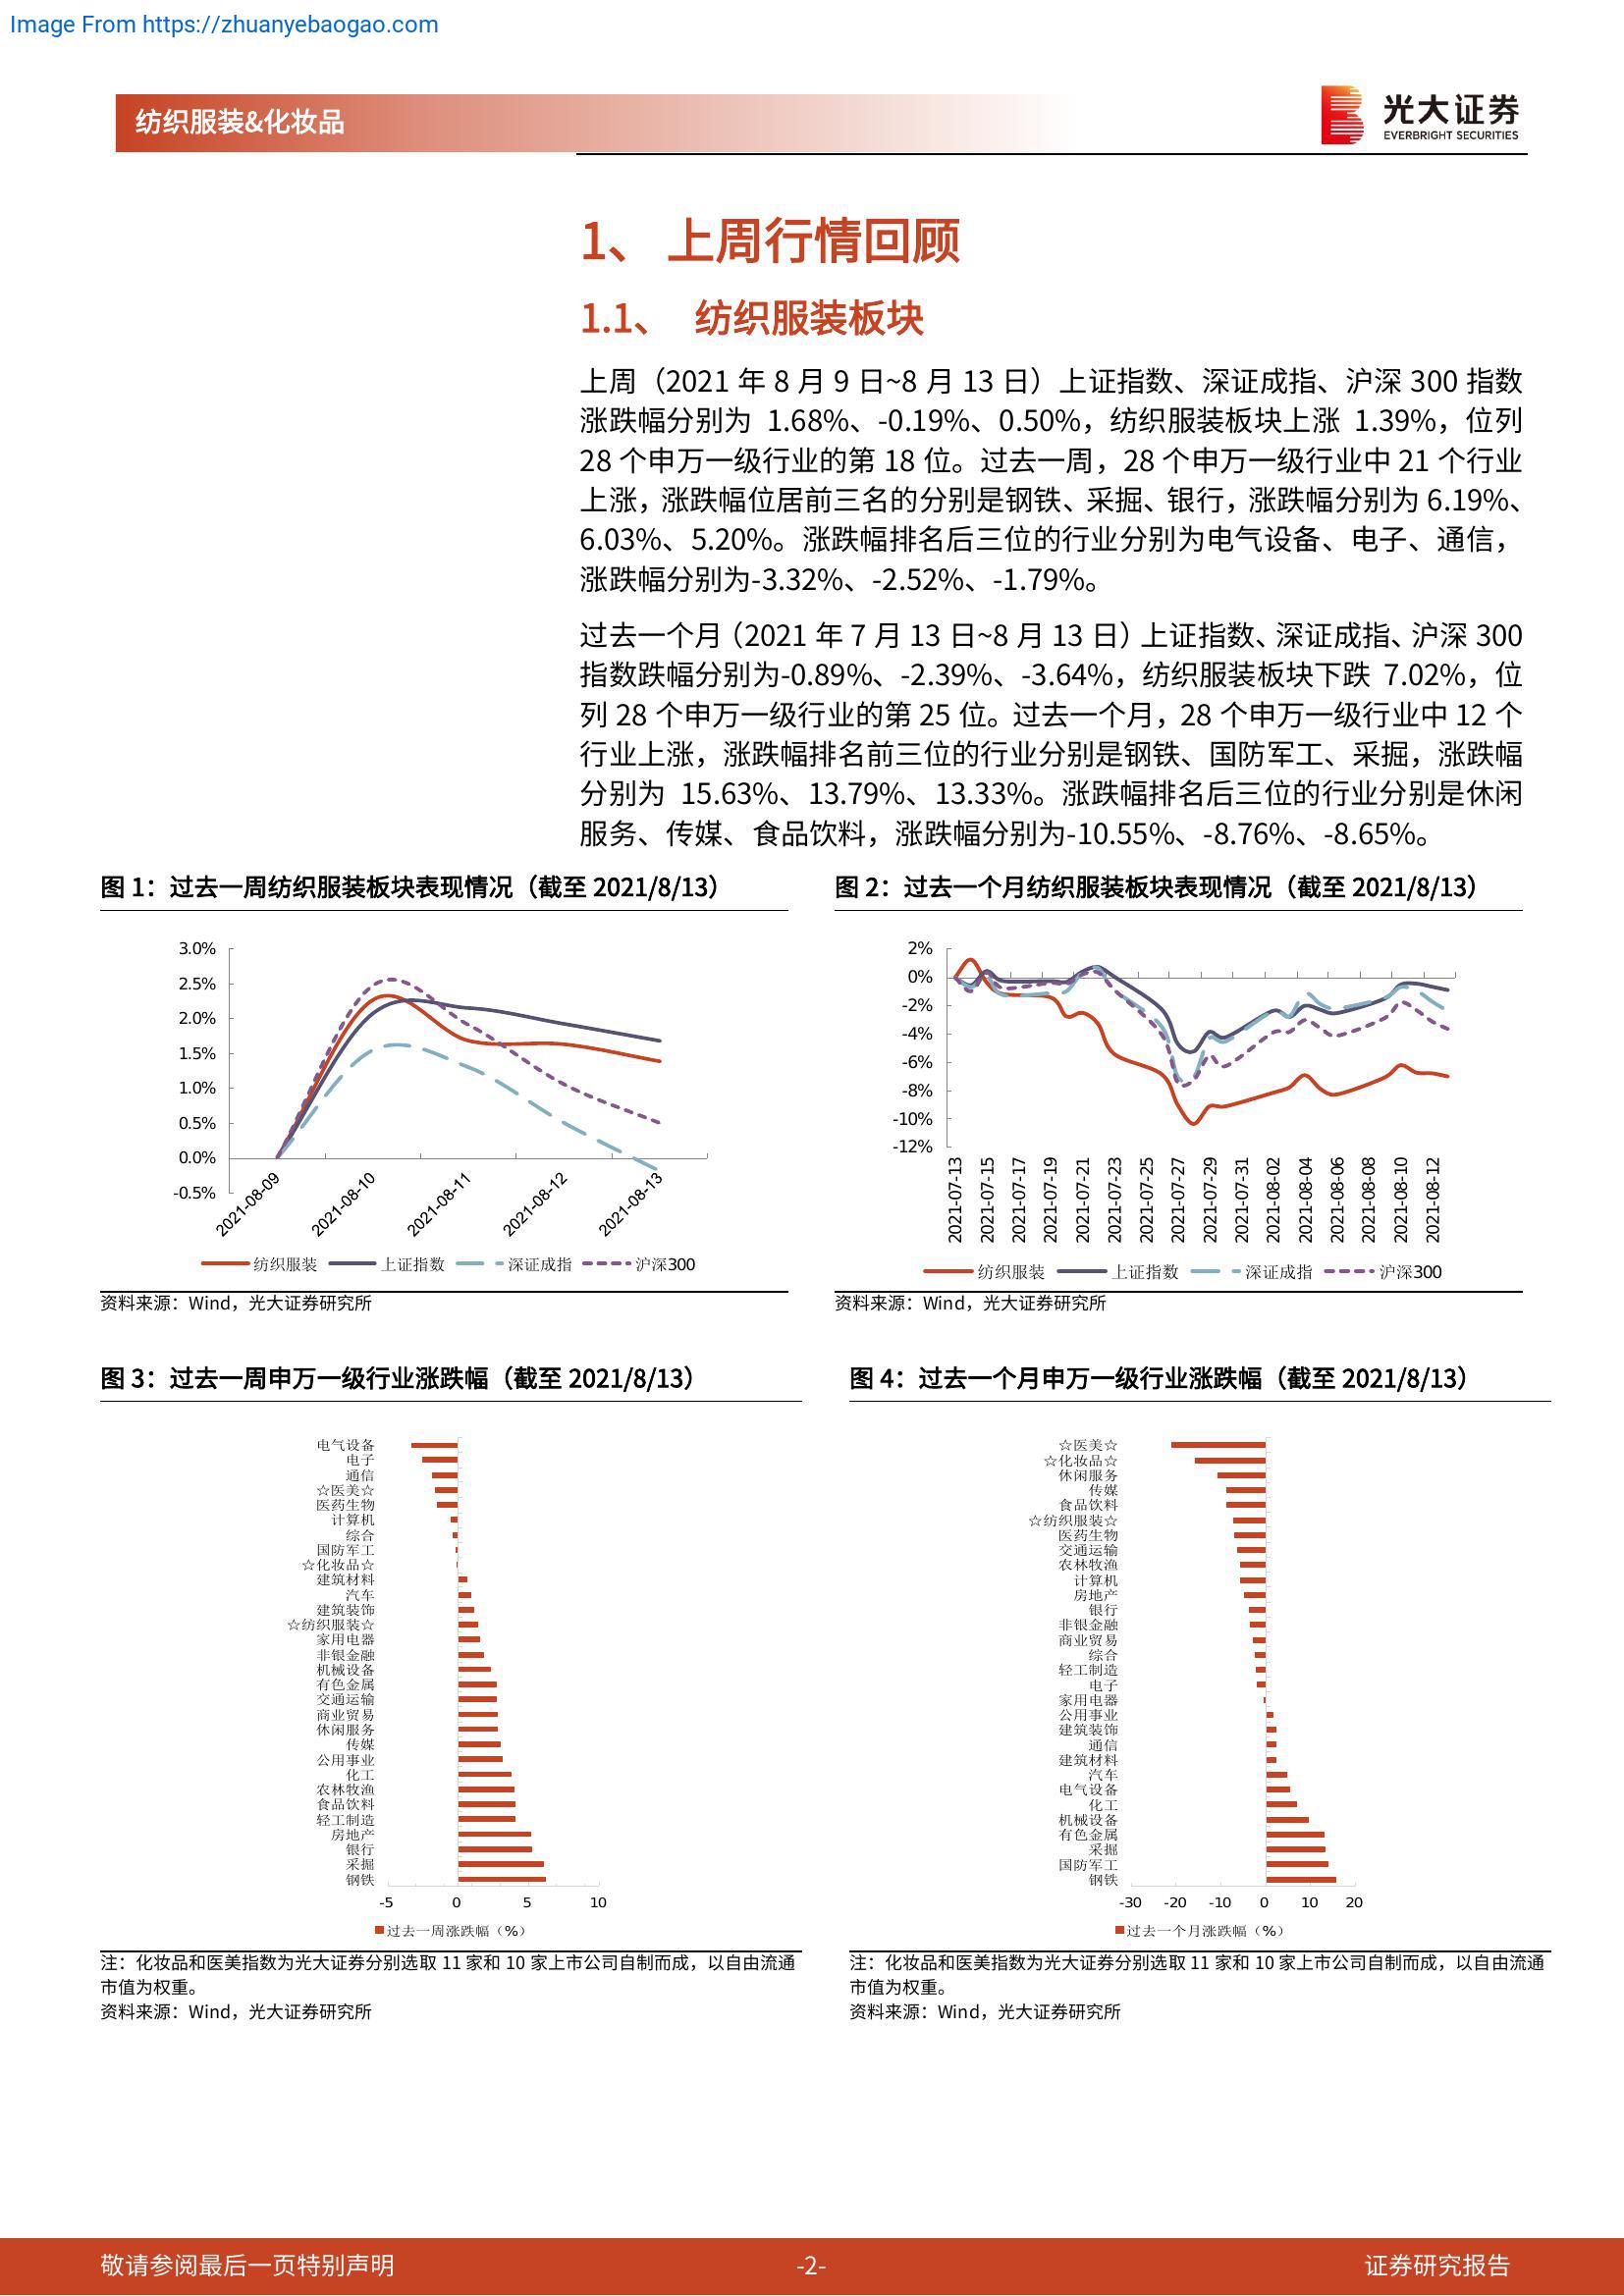 Image From https://zhuanyebaogao.com
纺织服装&化妆品
光大证券
EVERBRIGHT SECURITIES
1、 上周行情回顾
1.1、 纺织服装板块
上周（2021 年 8 月 9 日~8 月 13 日）上证指数、深证成指、沪深 300 指数
涨跌幅分别为 1.68%、-0.19%、0.50%，纺织服装板块上涨 1.39%，位列
28 个申万一级行业的第 18 位。过去一周，28 个申万一级行业中 21 个行业
上涨，涨跌幅位居前三名的分别是钢铁、采掘、银行，涨跌幅分别为 6.19%、
6.03%、5.20%。涨跌幅排名后三位的行业分别为电气设备、电子、通信，
涨跌幅分别为-3.32%、-2.52%、-1.79%。
过去一个月（2021 年 7 月 13 日~8 月 13 日）上证指数、深证成指、沪深 300
指数跌幅分别为-0.89%、-2.39%、-3.64%，纺织服装板块下跌 7.02%，位
列 28 个申万一级行业的第 25 位。过去一个月，28 个申万一级行业中 12 个
行业上涨，涨跌幅排名前三位的行业分别是钢铁、国防军工、采掘，涨跌幅
分别为 15.63%、13.79%、13.33%。涨跌幅排名后三位的行业分别是休闲
服务、传媒、食品饮料，涨跌幅分别为-10.55%、-8.76%、-8.65%。
图 1：过去一周纺织服装板块表现情况（截至 2021/8/13）
3.0%
2.5%
2.0%
1.5%
1.0%
0.5%
0.0%
-0.5%
2021-08-09 2021-08-10 2021-08-11 2021-08-12 2021-08-13
纺织服装 上证指数 深证成指 沪深300
资料来源：Wind，光大证券研究所
图 2：过去一个月纺织服装板块表现情况（截至 2021/8/13）
2%
0%
-2%
-4%
-6%
-8%
-10%
-12%
2021-07-13 2021-07-15 2021-07-17 2021-07-19 2021-07-21 2021-07-23 2021-07-25 2021-07-27 2021-07-29 2021-07-31 2021-08-02 2021-08-04 2021-08-06 2021-08-08 2021-08-10 2021-08-12
纺织服装 上证指数 深证成指 沪深300
资料来源：Wind，光大证券研究所
图 3：过去一周申万一级行业涨跌幅（截至 2021/8/13）
电气设备
电子
通信
☆医美☆
医药生物
计算机
综合
国防军工
☆化妆品☆
建筑材料
汽车
建筑装饰
☆纺织服装☆
家用电器
非银金融
机械设备
有色金属
交通运输
商业贸易
休闲服务
传媒
公用事业
化工
农林牧渔
食品饮料
轻工制造
房地产
银行
采掘
钢铁
-5 0 5 10
过去一周涨跌幅（%）
注：化妆品和医美指数为光大证券分别选取 11 家和 10 家上市公司自制而成，以自由流通
市值为权重。
资料来源：Wind，光大证券研究所
图 4：过去一个月申万一级行业涨跌幅（截至 2021/8/13）
☆医美☆
☆化妆品☆
休闲服务
传媒
食品饮料
☆纺织服装☆
医药生物
交通运输
农林牧渔
计算机
房地产
银行
非银金融
商业贸易
综合
轻工制造
电子
家用电器
公用事业
建筑装饰
通信
建筑材料
汽车
电气设备
化工
机械设备
有色金属
采掘
国防军工
钢铁
-30 -20 -10 0 10 20
过去一个月涨跌幅（%）
注：化妆品和医美指数为光大证券分别选取 11 家和 10 家上市公司自制而成，以自由流通
市值为权重。
资料来源：Wind，光大证券研究所
敬请参阅最后一页特别声明
-2-
证券研究报告